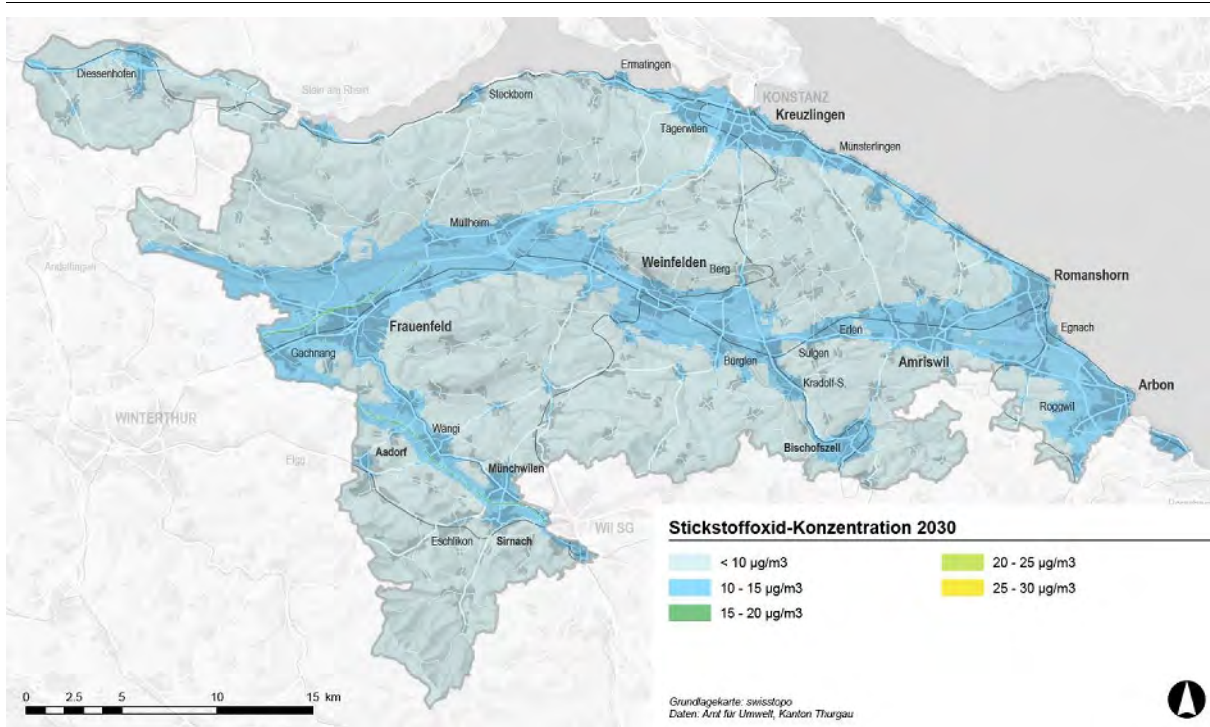 Diessenhofen
Stein am Rhein
Steckborn
Ermatingen
KONSTANZ
Kreuzlingen
Tägerwilen
Münsterlingen
Müllheim
Andelfingen
Weinfelden
Berg
Romanshorn
Frauenfeld
Erlen
Egnach
Gachnang
Bürglen
Sulgen
Amriswil
Kradolf-S.
Arbon
WINTERTHUR
Wängi
Roggwil
Elgg
Aadorf
Münchwilen
Bischofszell
Eschlikon
Sirnach
Wil SG
Stickstoffoxid-Konzentration 2030
< 10 µg/m3
10 - 15 µg/m3
15 - 20 µg/m3
20 - 25 µg/m3
25 - 30 µg/m3
0 2.5 5 10 15 km
Grundlagekarte: swisstopo
Daten: Amt für Umwelt, Kanton Thurgau